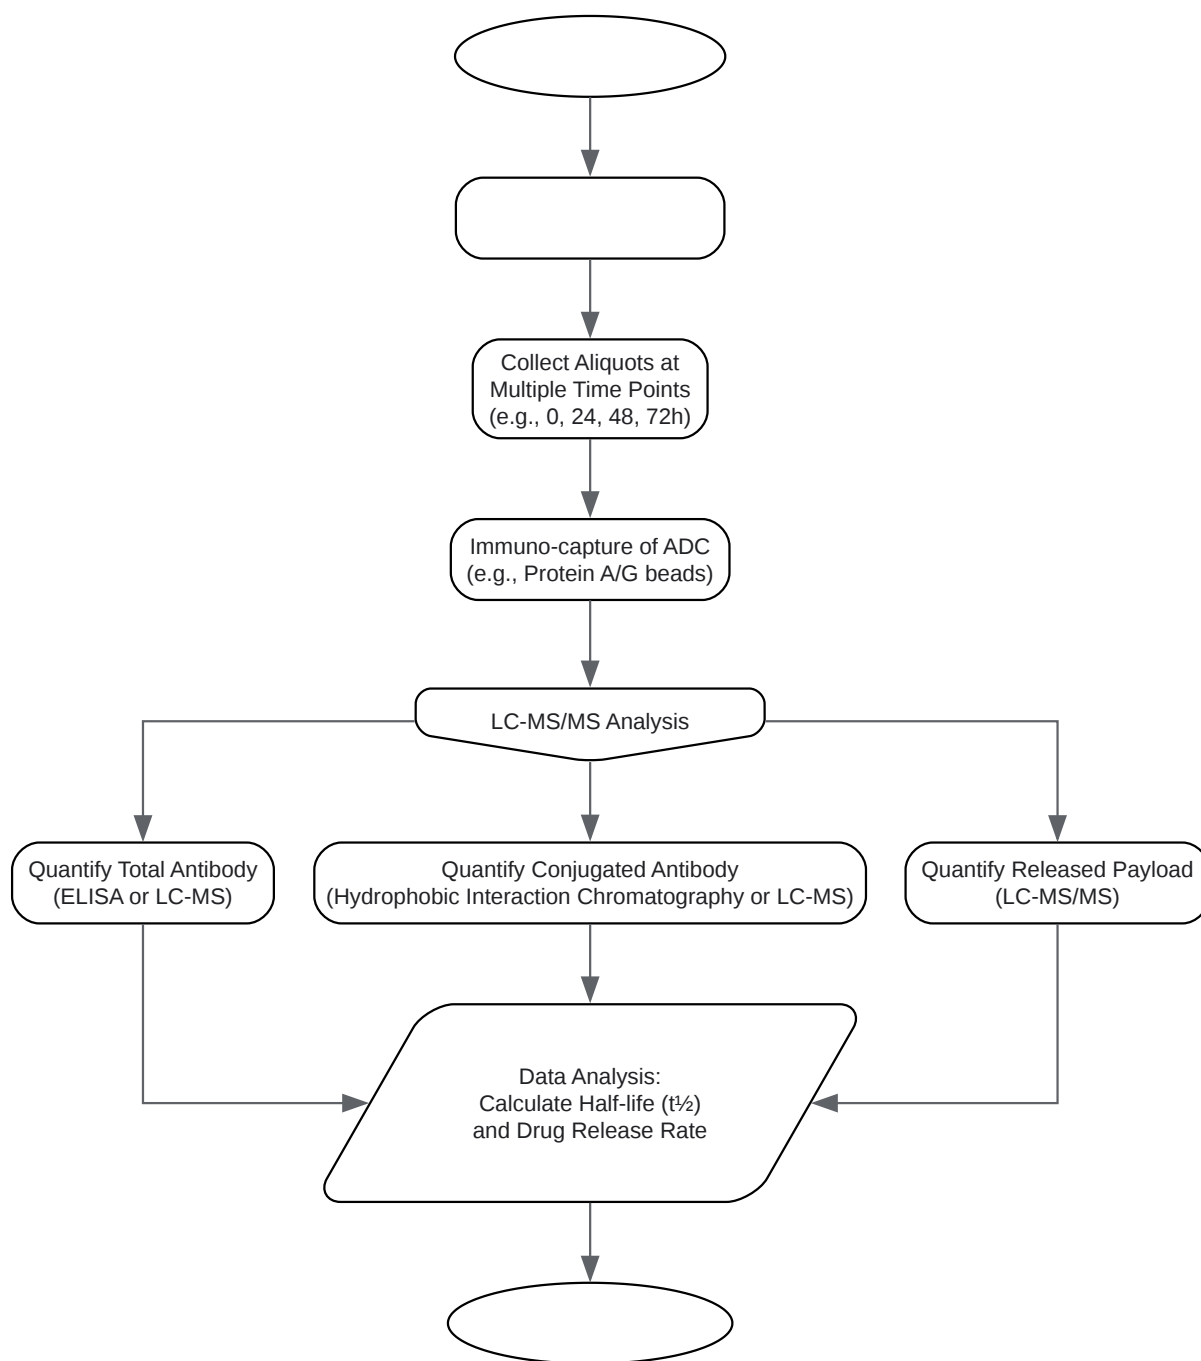 Collect Aliquots at
Multiple Time Points
(e.g., 0, 24, 48, 72h)
Immuno-capture of ADC
(e.g., Protein A/G beads)
LC-MS/MS Analysis
Quantify Total Antibody
(ELISA or LC-MS)
Quantify Conjugated Antibody
(Hydrophobic Interaction Chromatography or LC-MS)
Quantify Released Payload
(LC-MS/MS)
Data Analysis:
Calculate Half-life (t½)
and Drug Release Rate